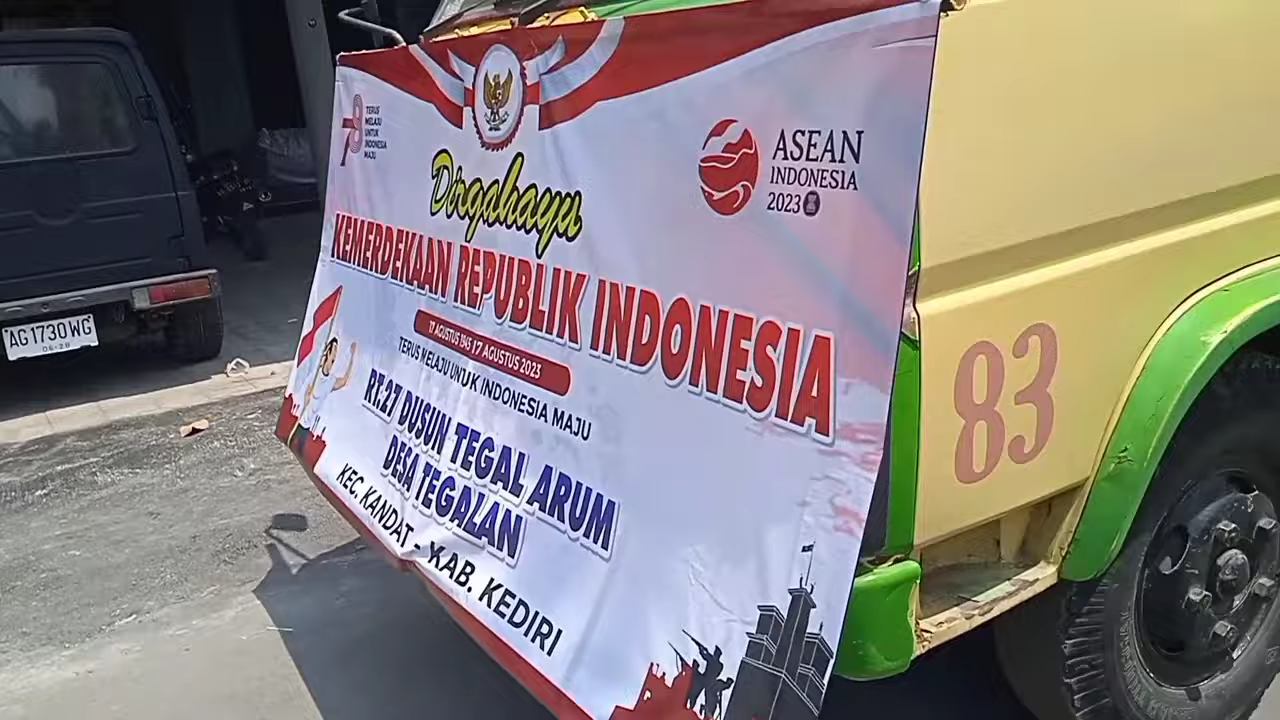 AG 1730 WG
06-28
78
TERUS
MELAJU
UNTUK
INDONESIA
MAJU
ASEAN
INDONESIA
2023
Dirgahayu
KEMERDEKAAN REPUBLIK INDONESIA
17 AGUSTUS 1945 | 17 AGUSTUS 2023
TERUS MELAJU UNTUK INDONESIA MAJU
RT.27 DUSUN TEGAL ARUM
DESA TEGALAN
KEC. KANDAT - KAB. KEDIRI
83